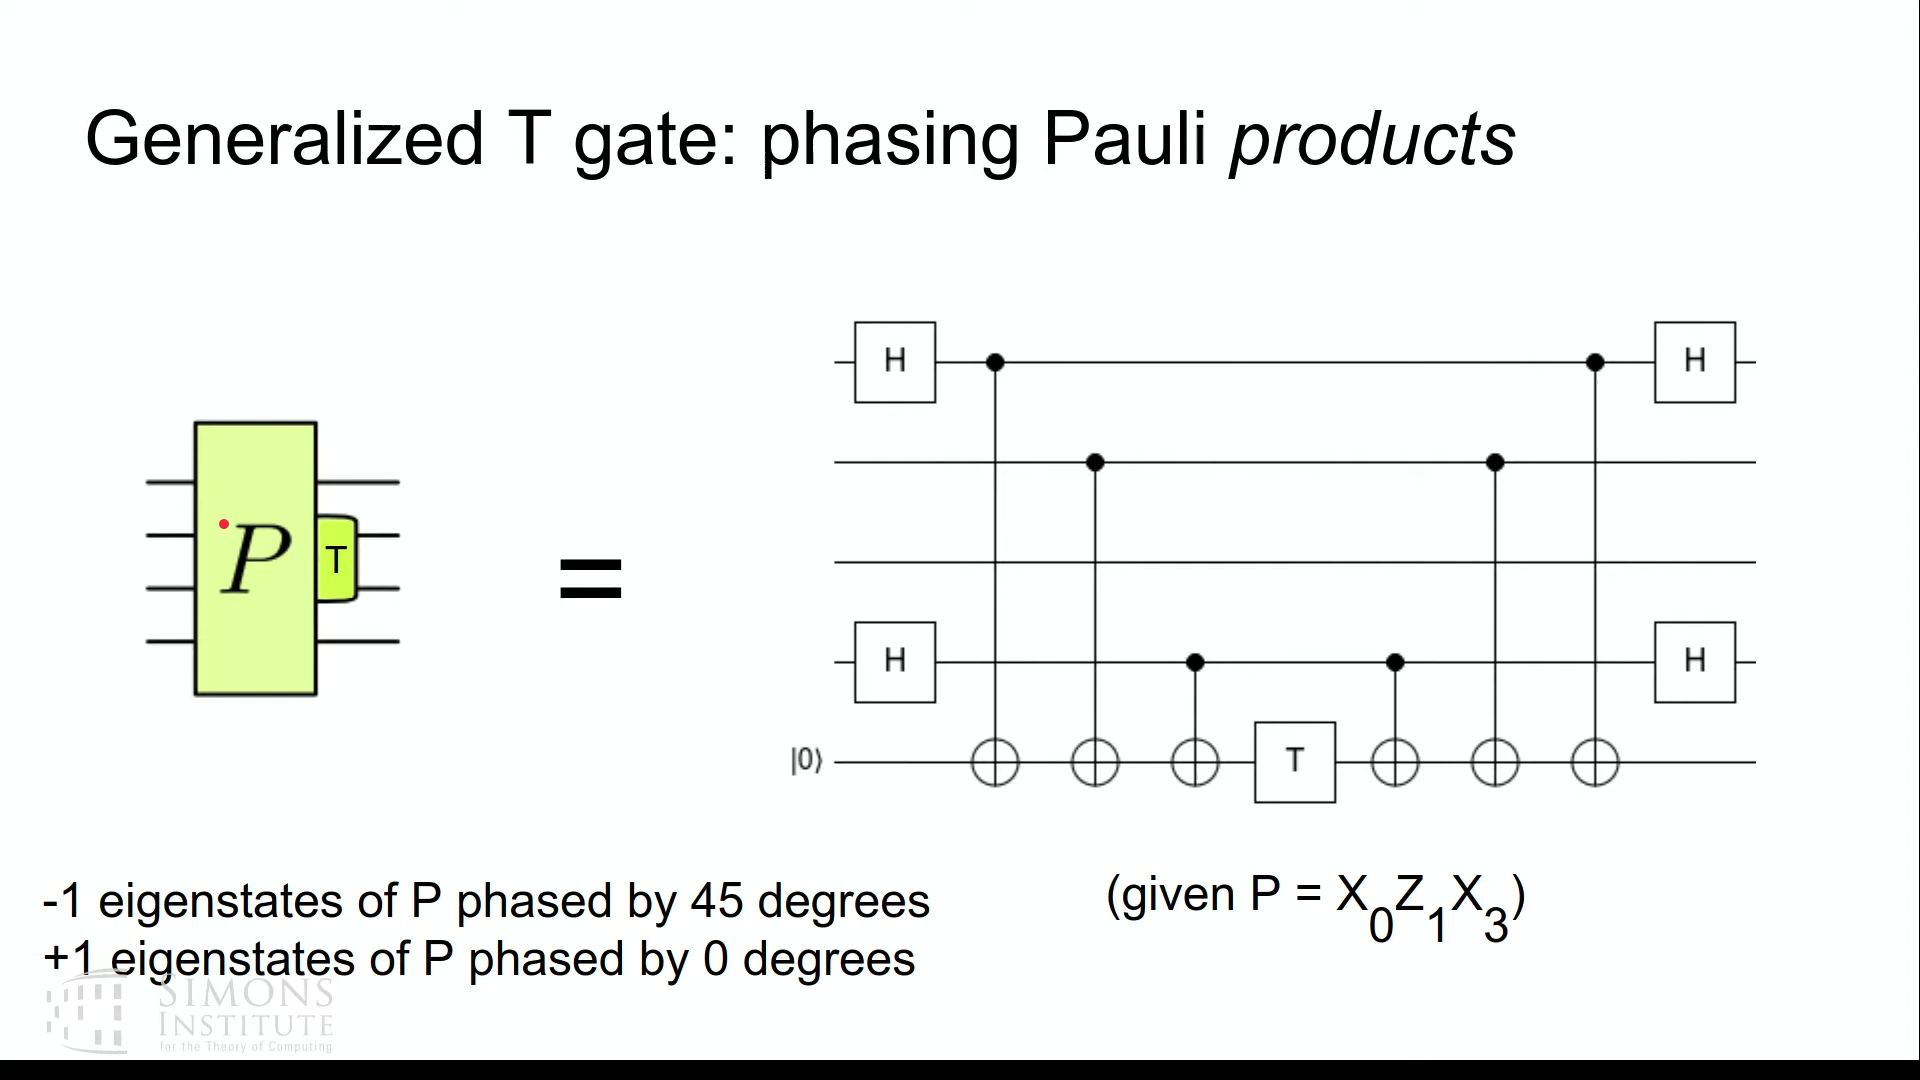 Generalized T gate: phasing Pauli products
H
H
P
T
=
H
H
|0⟩
T
-1 eigenstates of P phased by 45 degrees
(given P = X₀Z₁X₃)
+1 eigenstates of P phased by 0 degrees
SIMONS
INSTITUTE
for the Theory of Computing